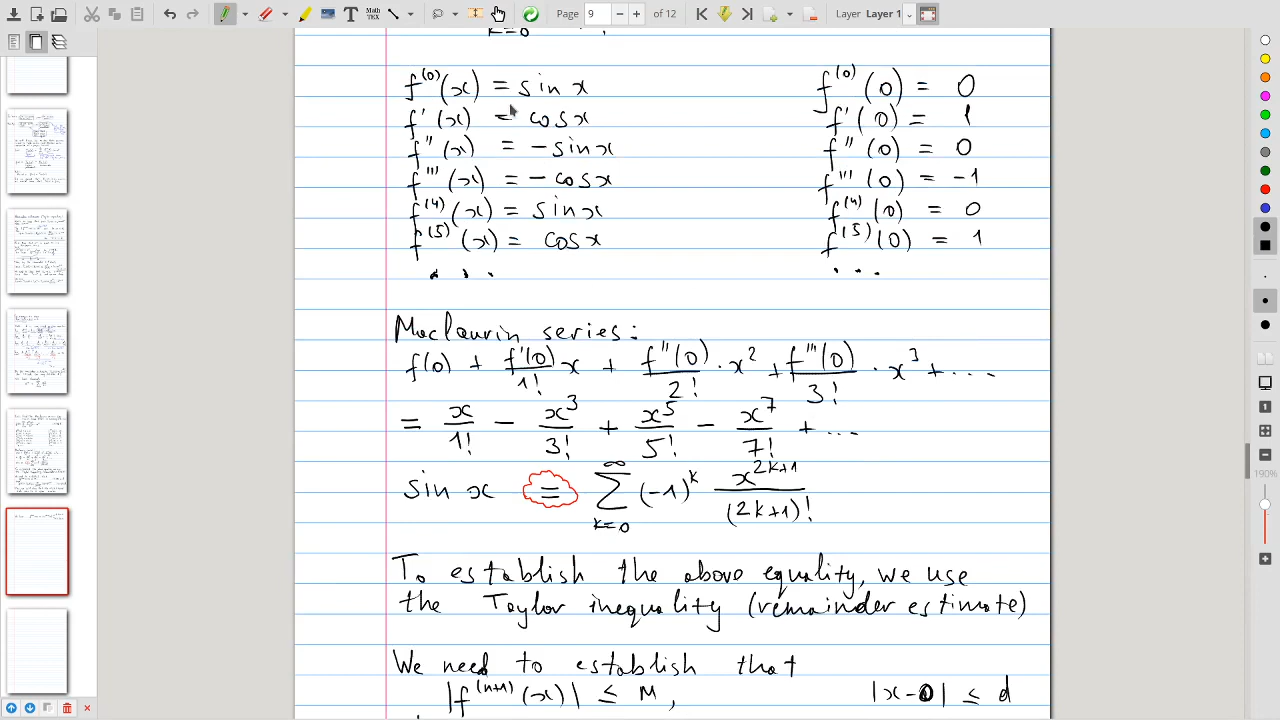 Page 9 of 12 Layer Layer 1
k=0
f^(0)(x) = sin x f^(0)(0) = 0
f'(x) = cos x f'(0) = 1
f''(x) = -sin x f''(0) = 0
f'''(x) = -cos x f'''(0) = -1
f^(4)(x) = sin x f^(4)(0) = 0
f^(5)(x) = cos x f^(5)(0) = 1
... ...
Maclaurin series:
f(0) + f'(0)/1! x + f''(0)/2! · x^2 + f'''(0)/3! · x^3 + ...
= x/1! - x^3/3! + x^5/5! - x^7/7! + ...
sin x = ∑_{k=0}^{∞} (-1)^k x^{2k+1}/(2k+1)!
190%
To establish the above equality, we use
the Taylor inequality (remainder estimate)
We need to establish that
|f^(n+1)(x)| ≤ M, |x-0| ≤ d